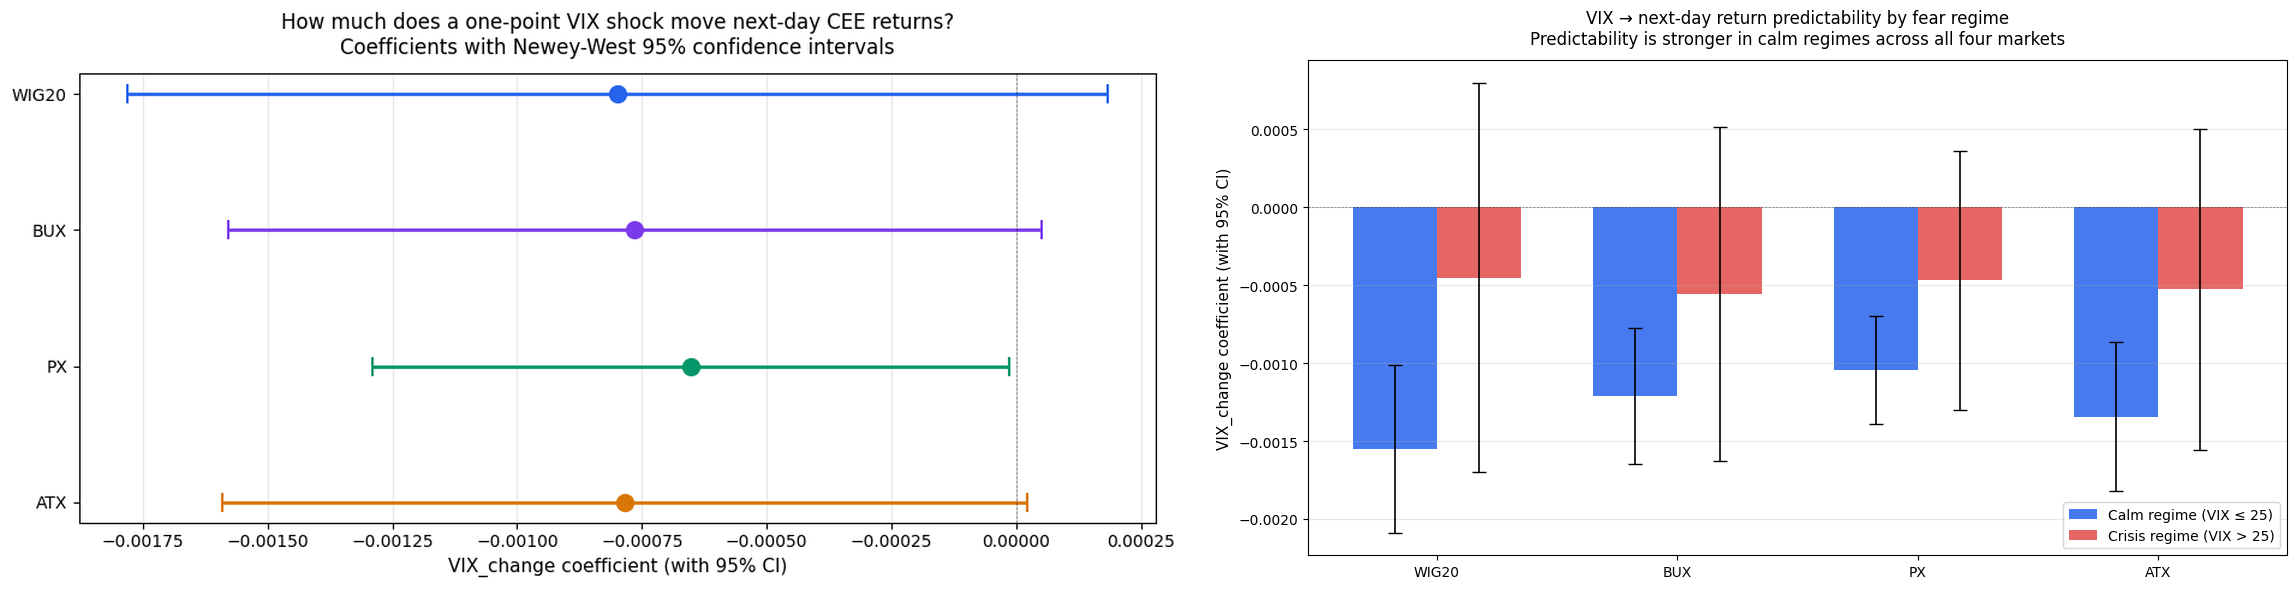 How much does a one-point VIX shock move next-day CEE returns?
Coefficients with Newey-West 95% confidence intervals
WIG20
BUX
PX
ATX
−0.00175
−0.00150
−0.00125
−0.00100
−0.00075
−0.00050
−0.00025
0.00000
0.00025
VIX_change coefficient (with 95% CI)
VIX → next-day return predictability by fear regime
Predictability is stronger in calm regimes across all four markets
VIX_change coefficient (with 95% CI)
0.0005
0.0000
−0.0005
−0.0010
−0.0015
−0.0020
Calm regime (VIX ≤ 25)
Crisis regime (VIX > 25)
WIG20
BUX
PX
ATX